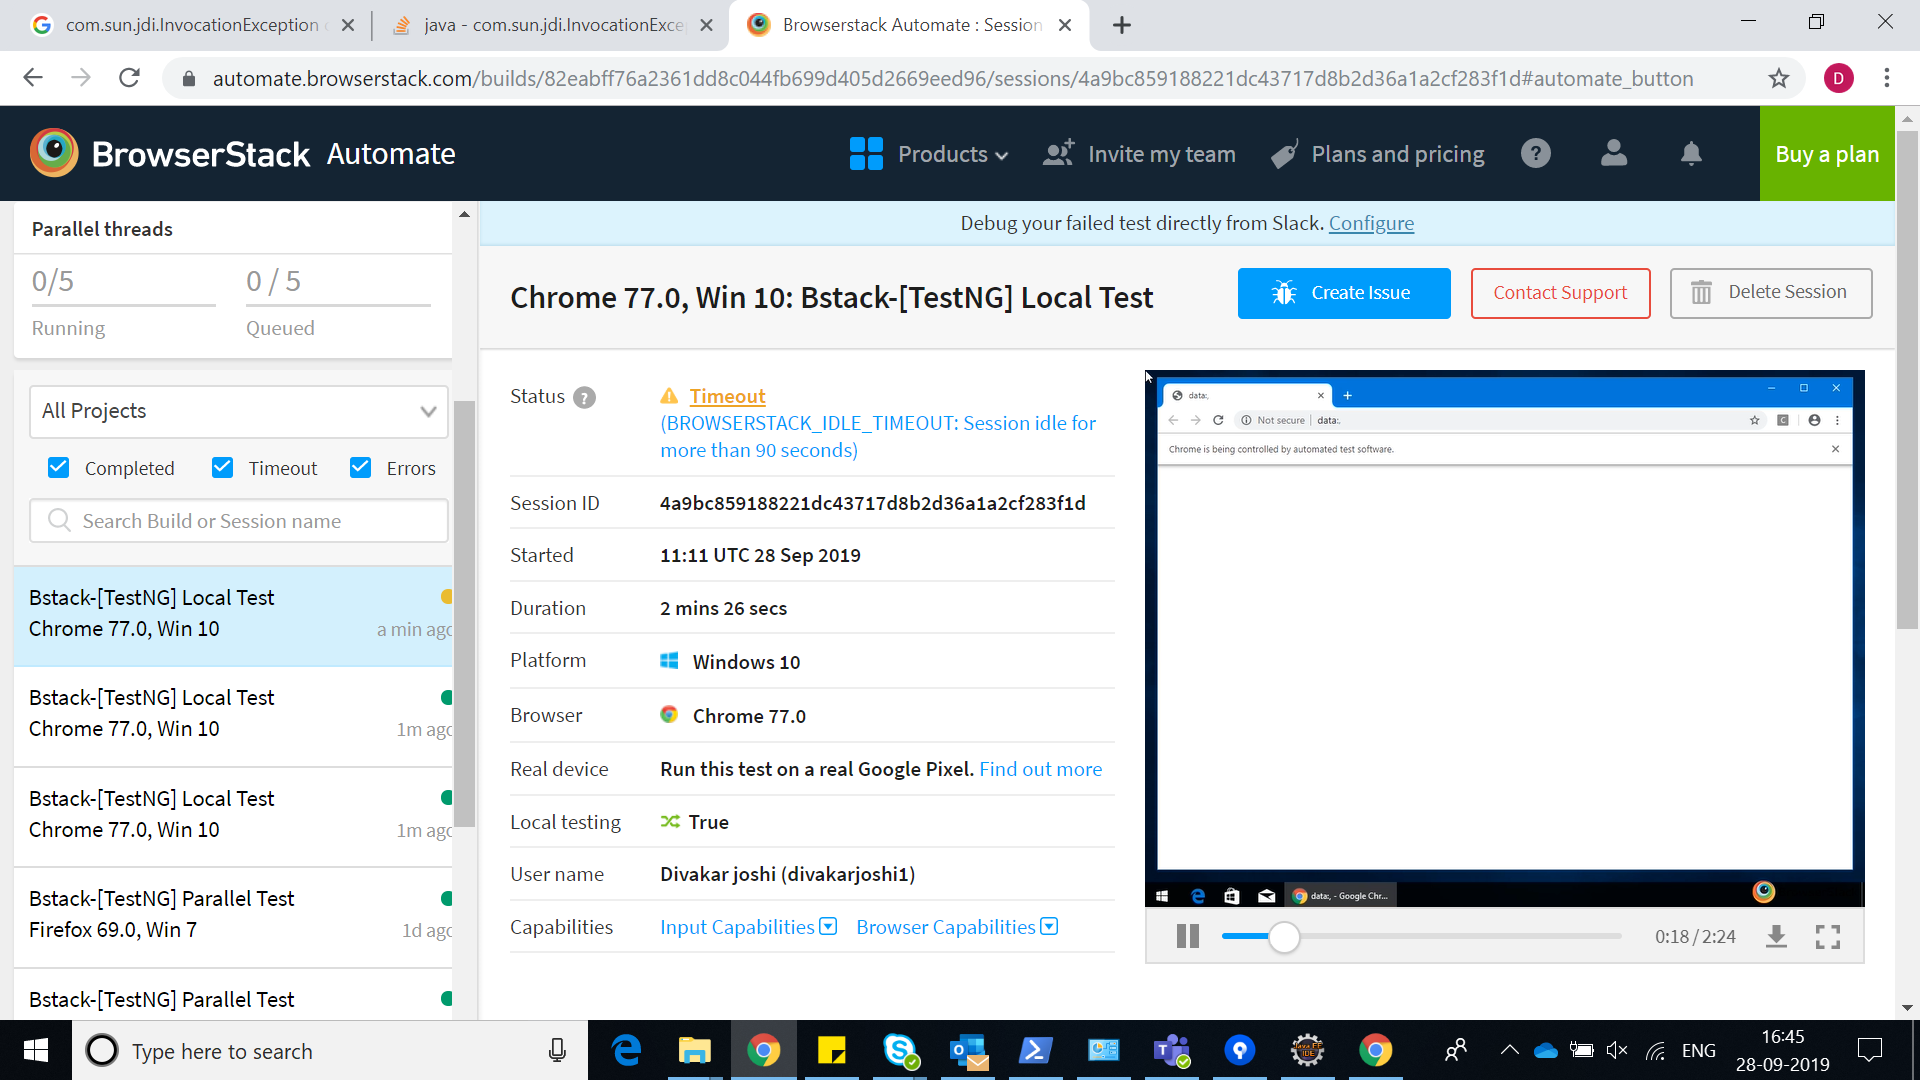 com.sun.jdi.InvocationException
java - com.sun.jdi.InvocationExce
Browserstack Automate : Session
automate.browserstack.com/builds/82eabff76a2361dd8c044fb699d405d2669eed96/sessions/4a9bc859188221dc43717d8b2d36a1a2cf283f1d#automate_button
D
BrowserStack Automate
Products
Invite my team
Plans and pricing
?
Buy a plan
Parallel threads
0/5
Running
0 / 5
Queued
All Projects
Completed
Timeout
Errors
Search Build or Session name
Bstack-[TestNG] Local Test
Chrome 77.0, Win 10
a min ago
Bstack-[TestNG] Local Test
Chrome 77.0, Win 10
1m ago
Bstack-[TestNG] Local Test
Chrome 77.0, Win 10
1m ago
Bstack-[TestNG] Parallel Test
Firefox 69.0, Win 7
1d ago
Bstack-[TestNG] Parallel Test
Debug your failed test directly from Slack. Configure
Chrome 77.0, Win 10: Bstack-[TestNG] Local Test
Create Issue
Contact Support
Delete Session
Status ?
Timeout
(BROWSERSTACK_IDLE_TIMEOUT: Session idle for
more than 90 seconds)
Session ID
4a9bc859188221dc43717d8b2d36a1a2cf283f1d
Started
11:11 UTC 28 Sep 2019
Duration
2 mins 26 secs
Platform
Windows 10
Browser
Chrome 77.0
Real device
Run this test on a real Google Pixel. Find out more
Local testing
True
User name
Divakar joshi (divakarjoshi1)
Capabilities
Input Capabilities
Browser Capabilities
data:,
Not secure | data:,
Chrome is being controlled by automated test software.
data:, - Google Chr...
0:18 / 2:24
Type here to search
ENG
16:45
28-09-2019